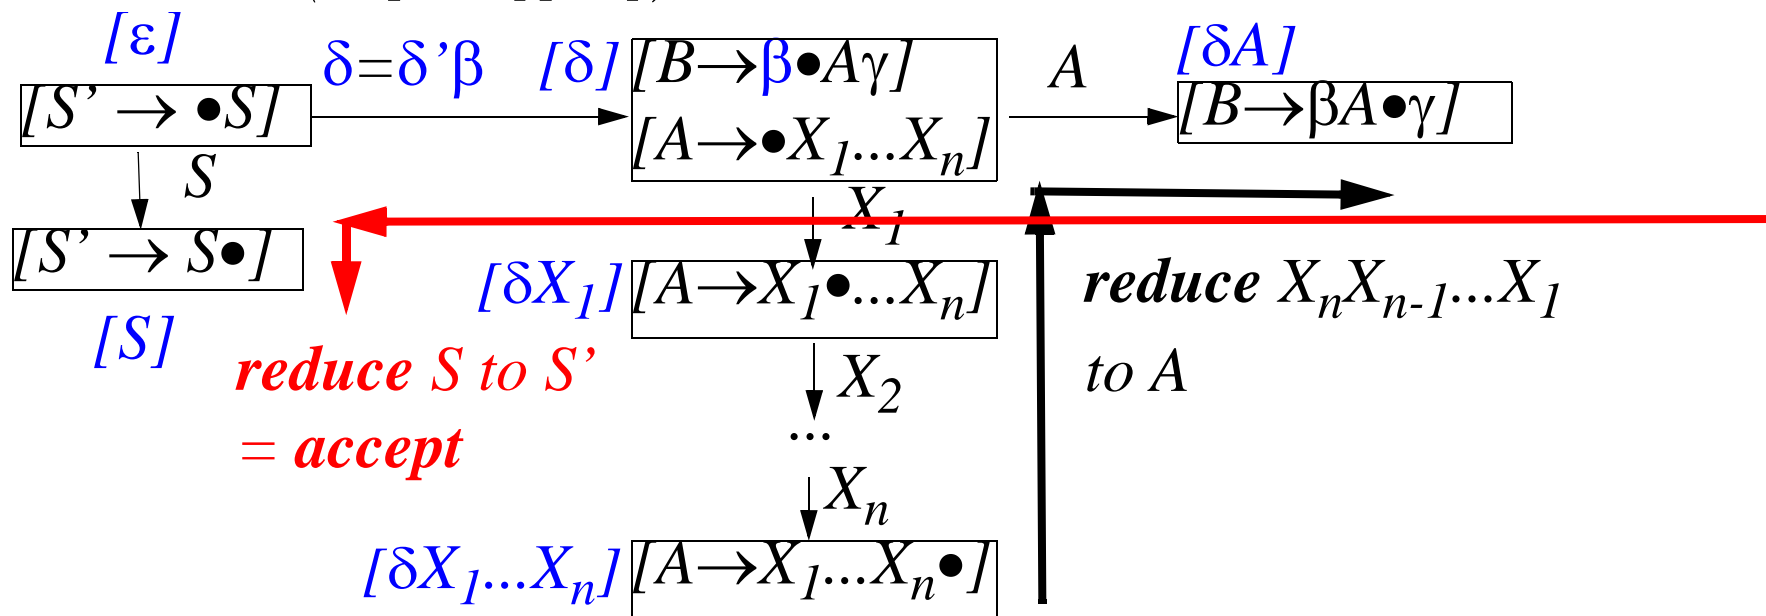 [ε]
δ=δ’β
[δ]
[B→β•Aγ]
A
[δA]
[S’ → •S]
[B→βA•γ]
[A→•X1...Xn]
S
X1
[S’ → S•]
[δX1]
[A→X1•...Xn]
reduce XnXn-1...X1
[S]
reduce S to S’
X2
to A
= accept
...
Xn
[δX1...Xn]
[A→X1...Xn•]